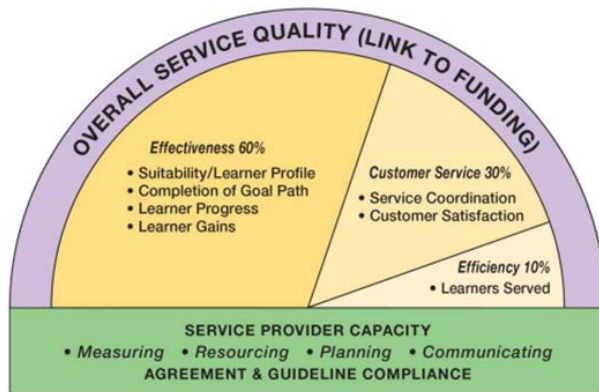 OVERALL SERVICE QUALITY (LINK TO FUNDING)
Effectiveness 60%
• Suitability/Learner Profile
• Completion of Goal Path
• Learner Progress
• Learner Gains
Customer Service 30%
• Service Coordination
• Customer Satisfaction
Efficiency 10%
• Learners Served
SERVICE PROVIDER CAPACITY
• Measuring • Resourcing • Planning • Communicating
AGREEMENT & GUIDELINE COMPLIANCE